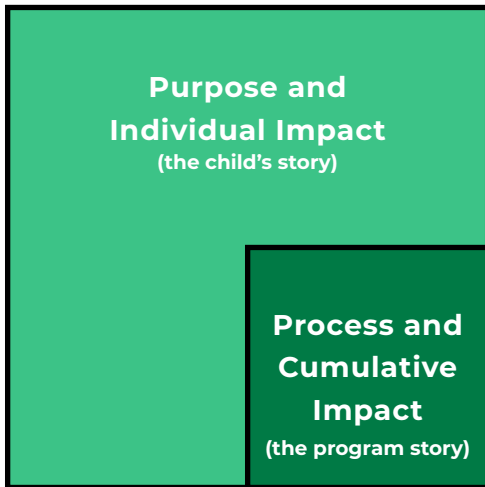 Purpose and
Individual Impact
(the child’s story)
Process and
Cumulative
Impact
(the program story)